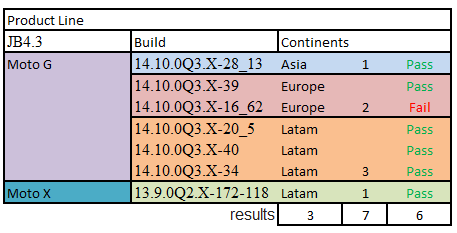 Product Line
JB4.3 Build Continents
Moto G 14.10.0Q3.X-28_13 Asia 1 Pass
14.10.0Q3.X-39 Europe Pass
14.10.0Q3.X-16_62 Europe 2 Fail
14.10.0Q3.X-20_5 Latam Pass
14.10.0Q3.X-40 Latam Pass
14.10.0Q3.X-34 Latam 3 Pass
Moto X 13.9.0Q2.X-172-118 Latam 1 Pass
results 3 7 6